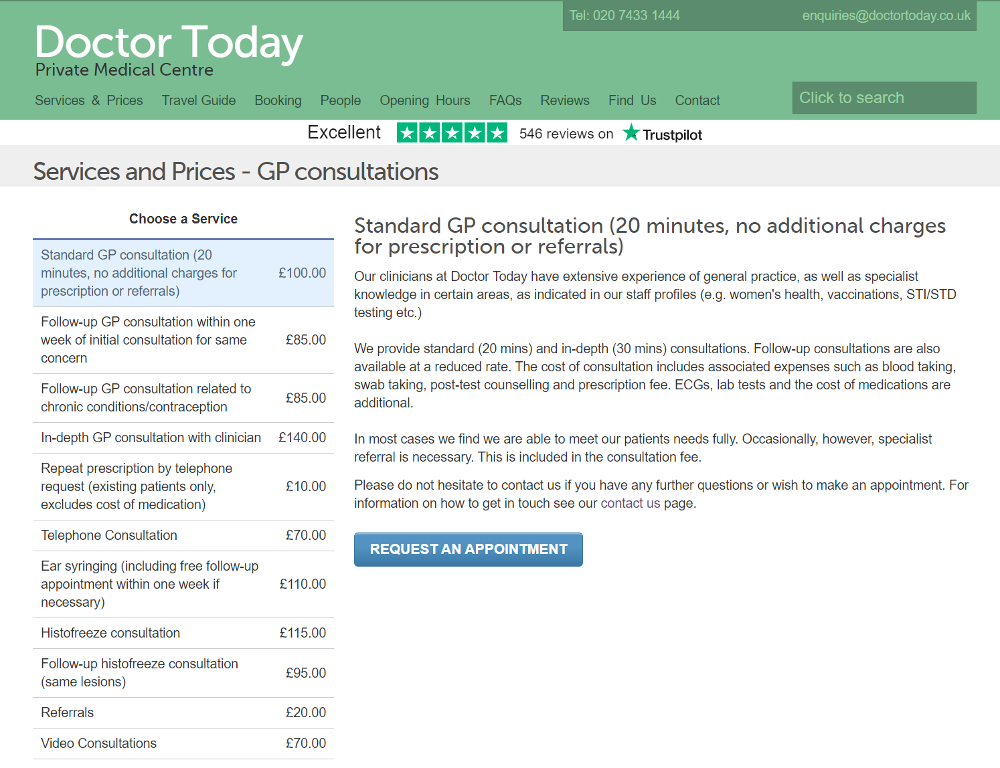 Tel: 020 7433 1444
enquiries@doctortoday.co.uk
Doctor Today
Private Medical Centre
Services & Prices
Travel Guide
Booking
People
Opening Hours
FAQs
Reviews
Find Us
Contact
Click to search
Excellent
546 reviews on
Trustpilot
Services and Prices - GP consultations
Choose a Service
Standard GP consultation (20
minutes, no additional charges for
prescription or referrals)
£100.00
Follow-up GP consultation within one
week of initial consultation for same
concern
£85.00
Follow-up GP consultation related to
chronic conditions/contraception
£85.00
In-depth GP consultation with clinician
£140.00
Repeat prescription by telephone
request (existing patients only,
excludes cost of medication)
£10.00
Telephone Consultation
£70.00
Ear syringing (including free follow-up
appointment within one week if
necessary)
£110.00
Histofreeze consultation
£115.00
Follow-up histofreeze consultation
(same lesions)
£95.00
Referrals
£20.00
Video Consultations
£70.00
Standard GP consultation (20 minutes, no additional charges
for prescription or referrals)
Our clinicians at Doctor Today have extensive experience of general practice, as well as specialist
knowledge in certain areas, as indicated in our staff profiles (e.g. women's health, vaccinations, STI/STD
testing etc.)
We provide standard (20 mins) and in-depth (30 mins) consultations. Follow-up consultations are also
available at a reduced rate. The cost of consultation includes associated expenses such as blood taking,
swab taking, post-test counselling and prescription fee. ECGs, lab tests and the cost of medications are
additional.
In most cases we find we are able to meet our patients needs fully. Occasionally, however, specialist
referral is necessary. This is included in the consultation fee.
Please do not hesitate to contact us if you have any further questions or wish to make an appointment. For
information on how to get in touch see our contact us page.
REQUEST AN APPOINTMENT